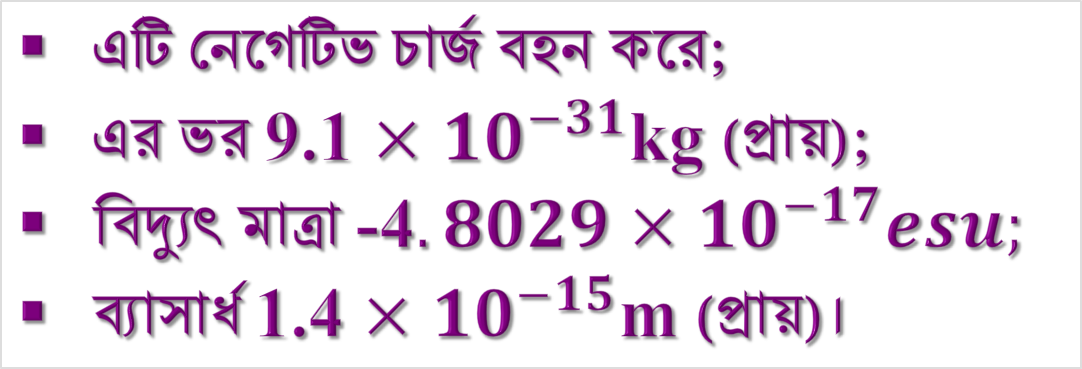 ▪ এটি নেগেটিভ চার্জ বহন করে;
▪ এর ভর 9.1 × 10⁻³¹kg (প্রায়);
▪ বিদ্যুৎ মাত্রা -4.8029 × 10⁻¹⁷esu;
▪ ব্যাসার্ধ 1.4 × 10⁻¹⁵m (প্রায়)।